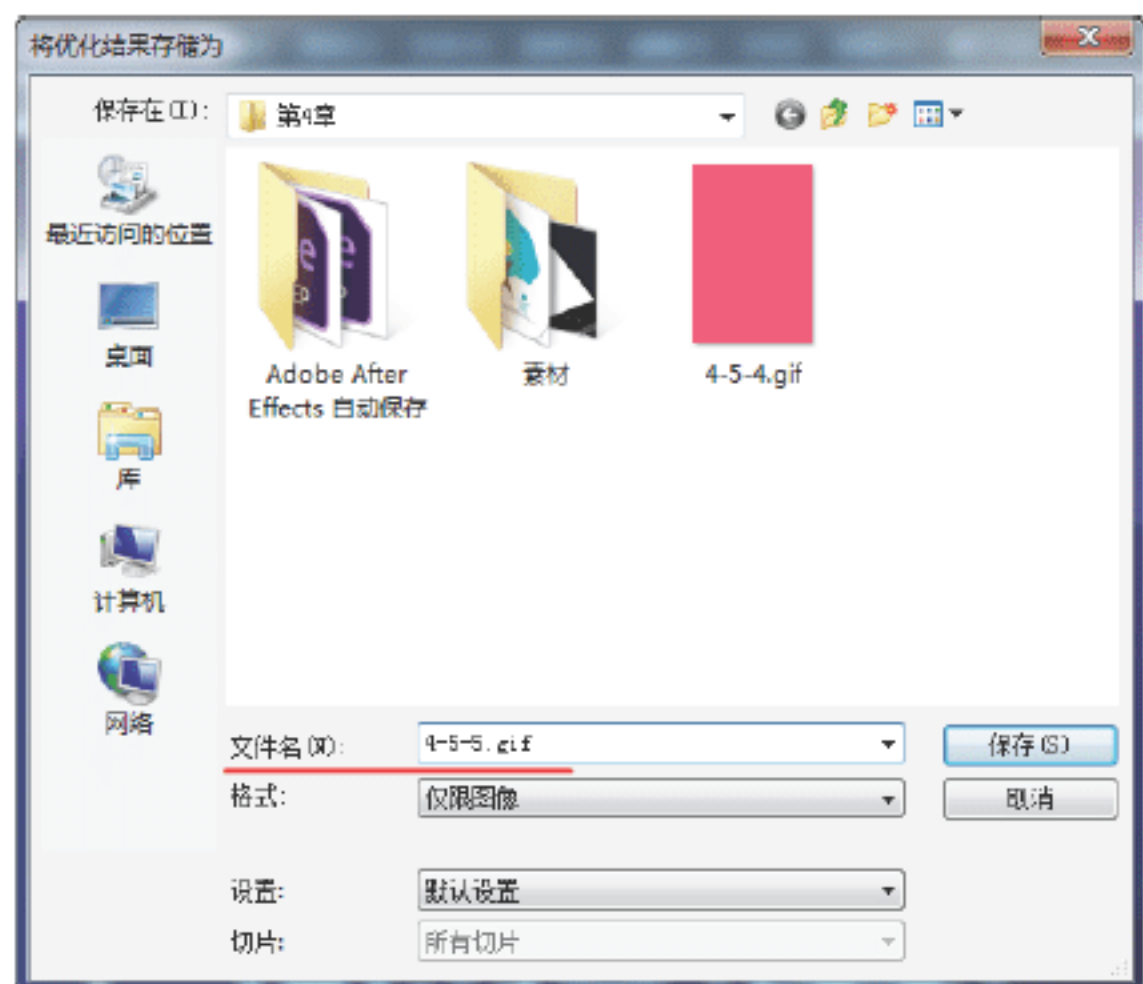 将优化结果存储为
保存在(I):
第4章
最近访问的位置
桌面
库
计算机
网络
Adobe After
Effects 自动保存
素材
4-5-4.gif
文件名(N):
4-5-5.gif
保存(S)
格式:
仅限图像
取消
设置:
默认设置
切片:
所有切片